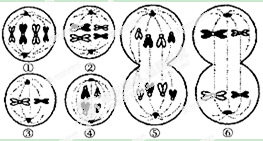 ① ② ⑤ ⑥
③ ④